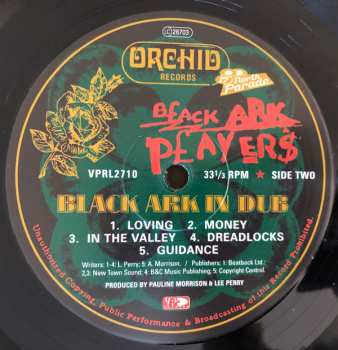 LC 28703
ORCHID
RECORDS
17 North
Parade
BLACK ARK
PLAYERS
VPRL2710
33⅓ RPM ★ SIDE TWO
BLACK ARK IN DUB
1. LOVING 2. MONEY
3. IN THE VALLEY 4. DREADLOCKS
5. GUIDANCE
Writers: 1-4: L. Perry; 5: A. Morrison. / Publishers: 1: Beatback Ltd:
2,3: New Town Sound; 4: B&C Music Publishing; 5: Copyright Control.
PRODUCED BY PAULINE MORRISON & LEE PERRY
VP
Unauthorized Copying, Public Performance & Broadcasting of this Record Prohibited.